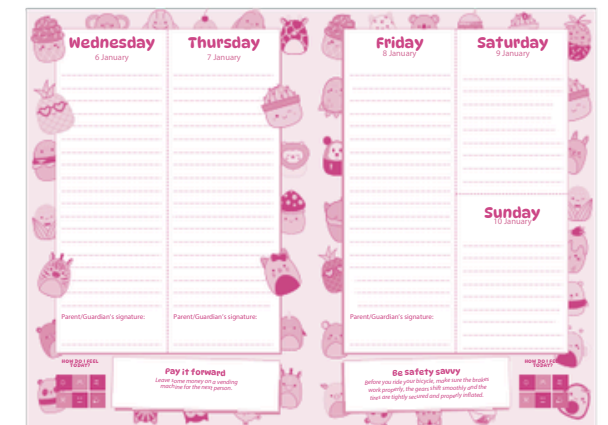 Wednesday
6 January
Parent/Guardian's signature:
Thursday
7 January
Parent/Guardian's signature:
HOW DO I FEEL
TODAY?
Pay it forward
Leave some money on a vending
machine for the next person.
Friday
8 January
Parent/Guardian's signature:
Saturday
9 January
Sunday
10 January
Be safety savvy
Before you ride your bicycle, make sure the brakes
work properly, the gears shift smoothly and the
tires are tightly secured and properly inflated.
HOW DO I FEEL
TODAY?